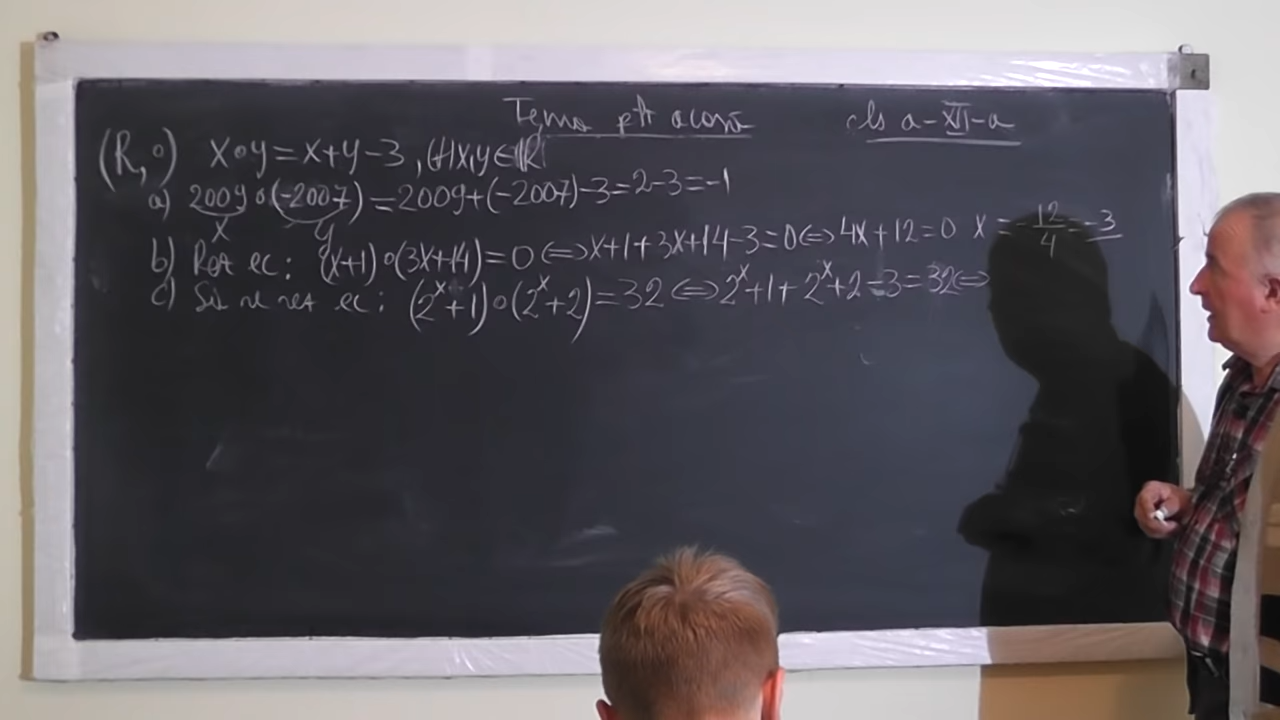 Tema ptr acasă cls a-XII-a
(R,∘) x∘y=x+y-3, (∀)x,y∈ℝ
a) 2009∘(-2007)=2009+(-2007)-3=2-3=-1
x y
b) Rez ec: (x+1)∘(3x+14)=0⇔x+1+3x+14-3=0⇔4x+12=0 x=-12/4=-3
c) Să se rez ec: (2^x+1)∘(2^x+2)=32⇔2^x+1+2^x+2-3=32⇔